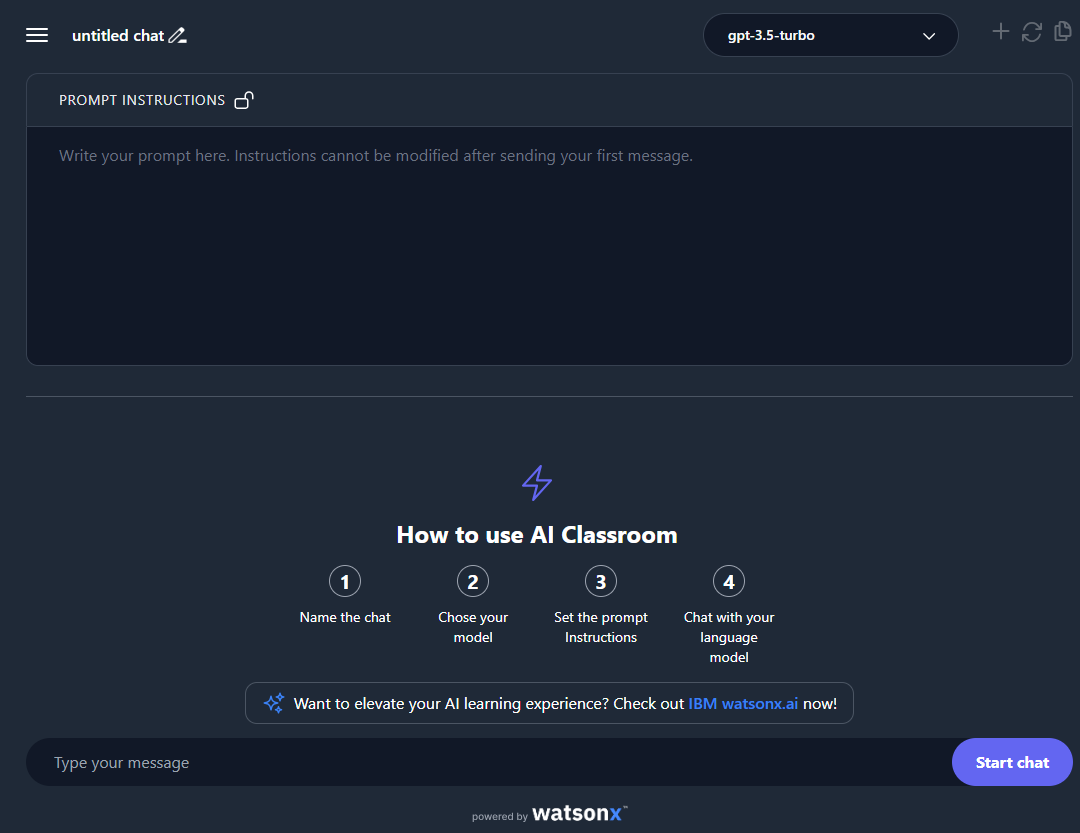 untitled chat
gpt-3.5-turbo
PROMPT INSTRUCTIONS
Write your prompt here. Instructions cannot be modified after sending your first message.
How to use AI Classroom
1
Name the chat
2
Chose your
model
3
Set the prompt
Instructions
4
Chat with your
language
model
Want to elevate your AI learning experience? Check out IBM watsonx.ai now!
Type your message
Start chat
powered by watsonx™